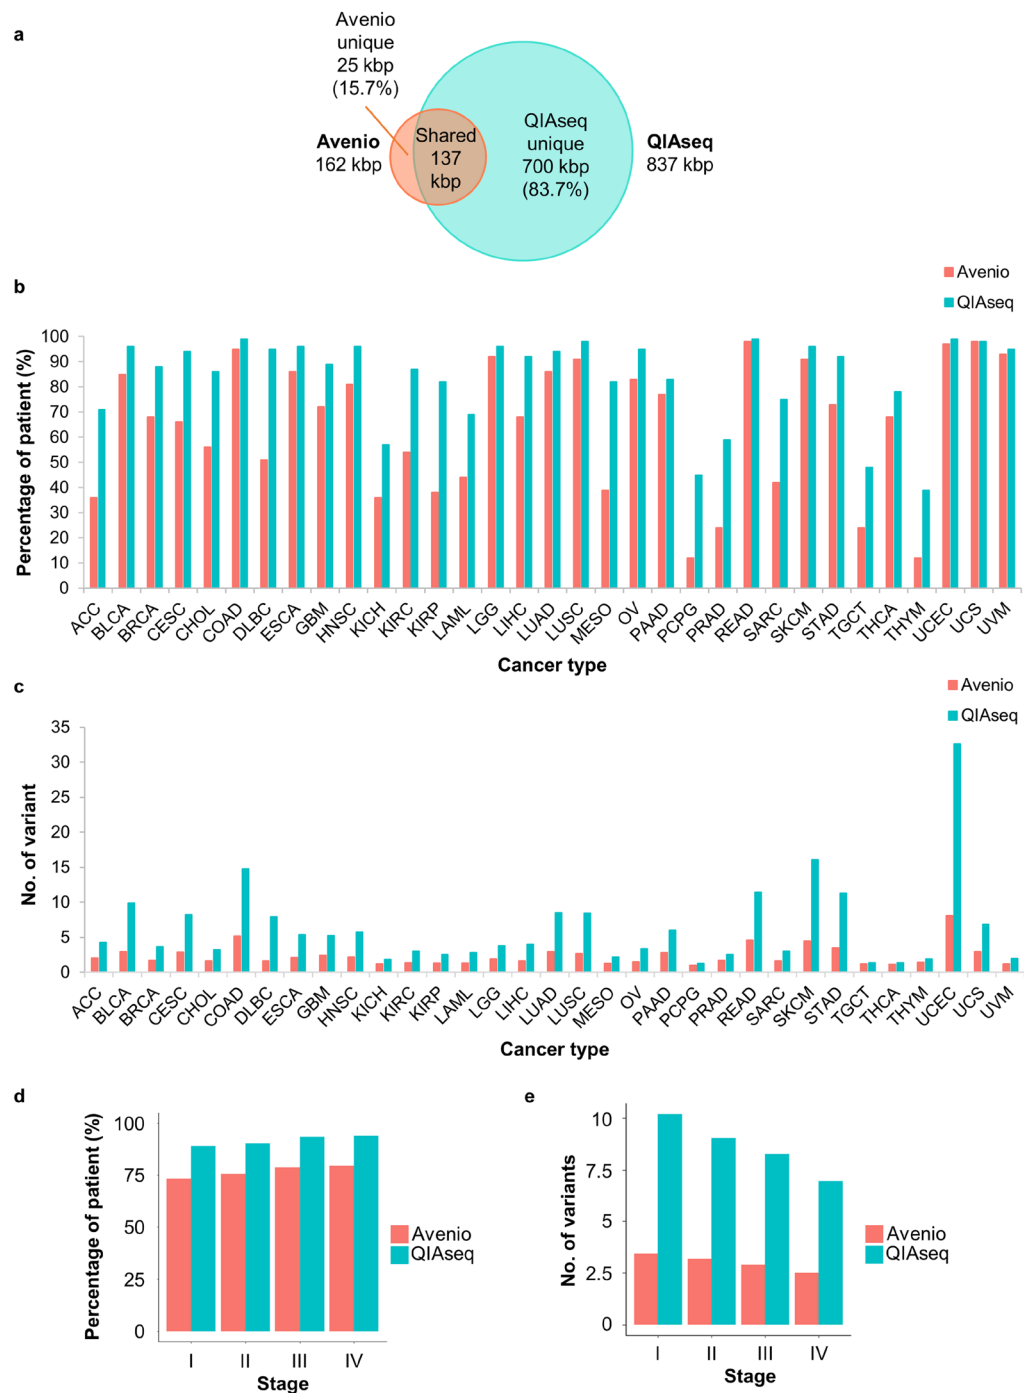 a
Avenio
unique
25 kbp
(15.7%)
Avenio
162 kbp
Shared
137
kbp
QIAseq
unique
700 kbp
(83.7%)
QIAseq
837 kbp
b
Avenio
QIAseq
Percentage of patient (%)
100
90
80
70
60
50
40
30
20
10
0
ACC BLCA BRCA CESC CHOL COAD DLBC ESCA GBM HNSC KICH KIRC KIRP LAML LGG LIHC LUAD LUSC MESO OV PAAD PCPG PRAD READ SARC SKCM STAD TGCT THCA THYM UCEC UCS UVM
Cancer type
c
Avenio
QIAseq
No. of variant
35
30
25
20
15
10
5
0
ACC BLCA BRCA CESC CHOL COAD DLBC ESCA GBM HNSC KICH KIRC KIRP LAML LGG LIHC LUAD LUSC MESO OV PAAD PCPG PRAD READ SARC SKCM STAD TGCT THCA THYM UCEC UCS UVM
Cancer type
d
Percentage of patient (%)
100
75
50
25
0
I II III IV
Stage
Avenio
QIAseq
e
No. of variants
10
7.5
5
2.5
0
I II III IV
Stage
Avenio
QIAseq